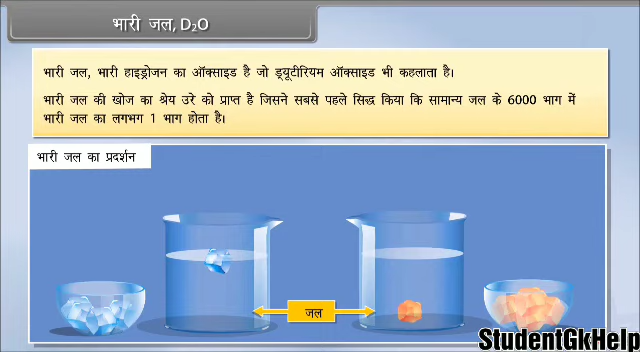 भारी जल, D₂O
भारी जल, भारी हाइड्रोजन का ऑक्साइड है जो ड्यूटीरियम ऑक्साइड भी कहलाता है।
भारी जल की खोज का श्रेय उरे को प्राप्त है जिसने सबसे पहले सिद्ध किया कि सामान्य जल के 6000 भाग में
भारी जल का लगभग 1 भाग होता है।
भारी जल का प्रदर्शन
जल
StudentGkHelp